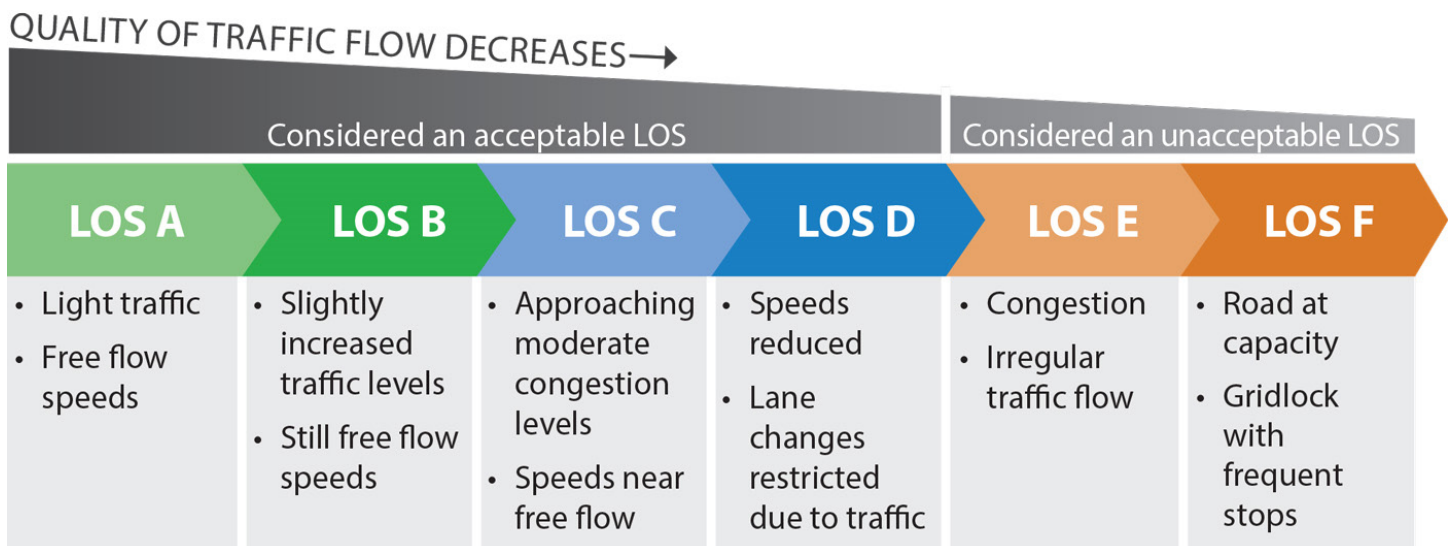 QUALITY OF TRAFFIC FLOW DECREASES→
Considered an acceptable LOS
Considered an unacceptable LOS
LOS A
LOS B
LOS C
LOS D
LOS E
LOS F
• Light traffic
• Free flow
speeds
• Slightly
increased
traffic levels
• Still free flow
speeds
• Approaching
moderate
congestion
levels
• Speeds near
free flow
• Speeds
reduced
• Lane
changes
restricted
due to traffic
• Congestion
• Irregular
traffic flow
• Road at
capacity
• Gridlock
with
frequent
stops